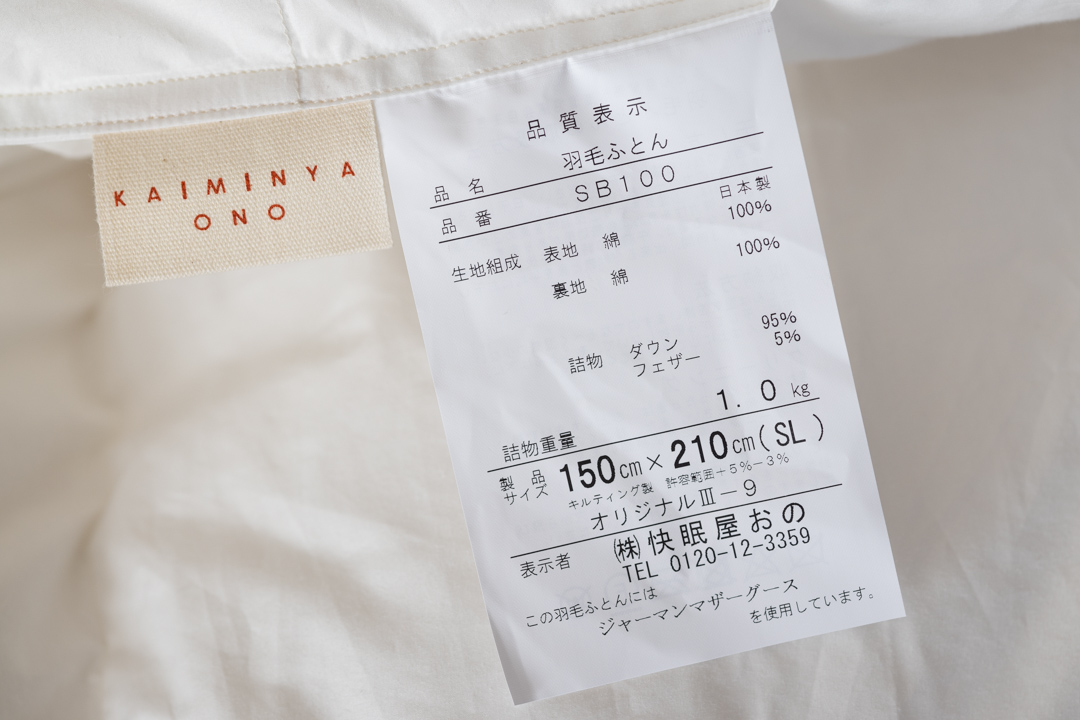 KAIMINYA
ONO
品質表示
品名 羽毛ふとん
品番 SB100
日本製
生地組成 表地 綿 100%
裏地 綿 100%
詰物 ダウン 95%
フェザー 5%
詰物重量 1.0kg
製品サイズ 150cm×210cm(SL)
キルティング製 許容範囲+5%-3%
オリジナルⅢ-9
表示者 ㈱快眠屋おの
TEL 0120-12-3359
この羽毛ふとんには
ジャーマンマザーグース
を使用しています。